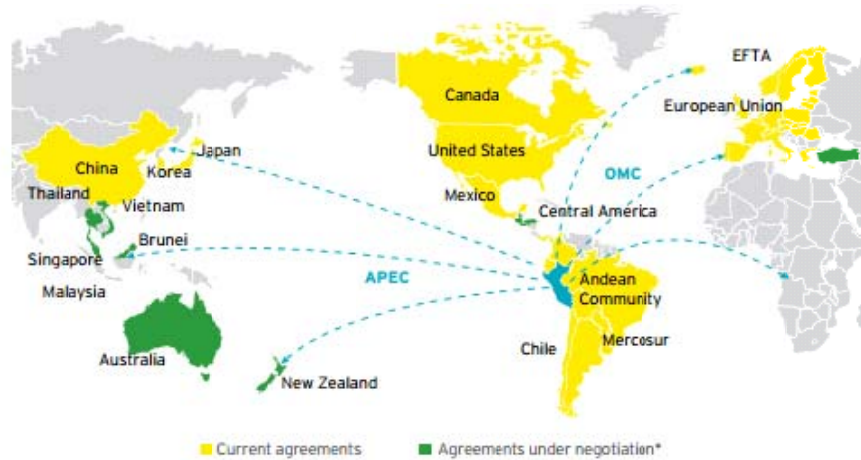 EFTA
Canada
European Union
Japan
China
Korea
United States
OMC
Thailand
Mexico
Vietnam
Central America
Brunei
Singapore
APEC
Andean
Community
Malaysia
Mercosur
Chile
Australia
New Zealand
Current agreements
Agreements under negotiation*